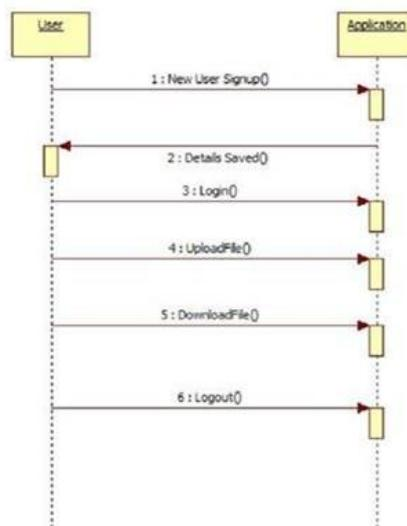 User
Application
1 : New User Signup()
2 : Details Saved()
3 : Login()
4 : UploadFile()
5 : DownloadFile()
6 : Logout()